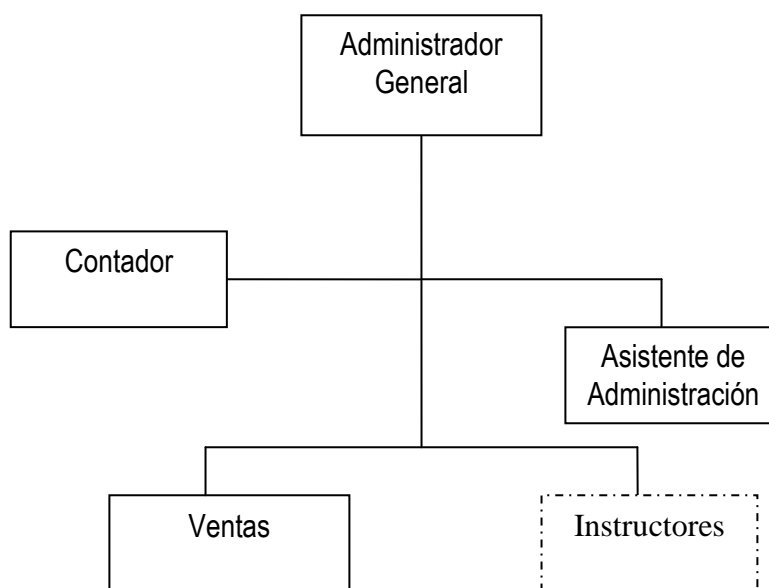 Administrador
General
Contador
Asistente de
Administración
Ventas
Instructores